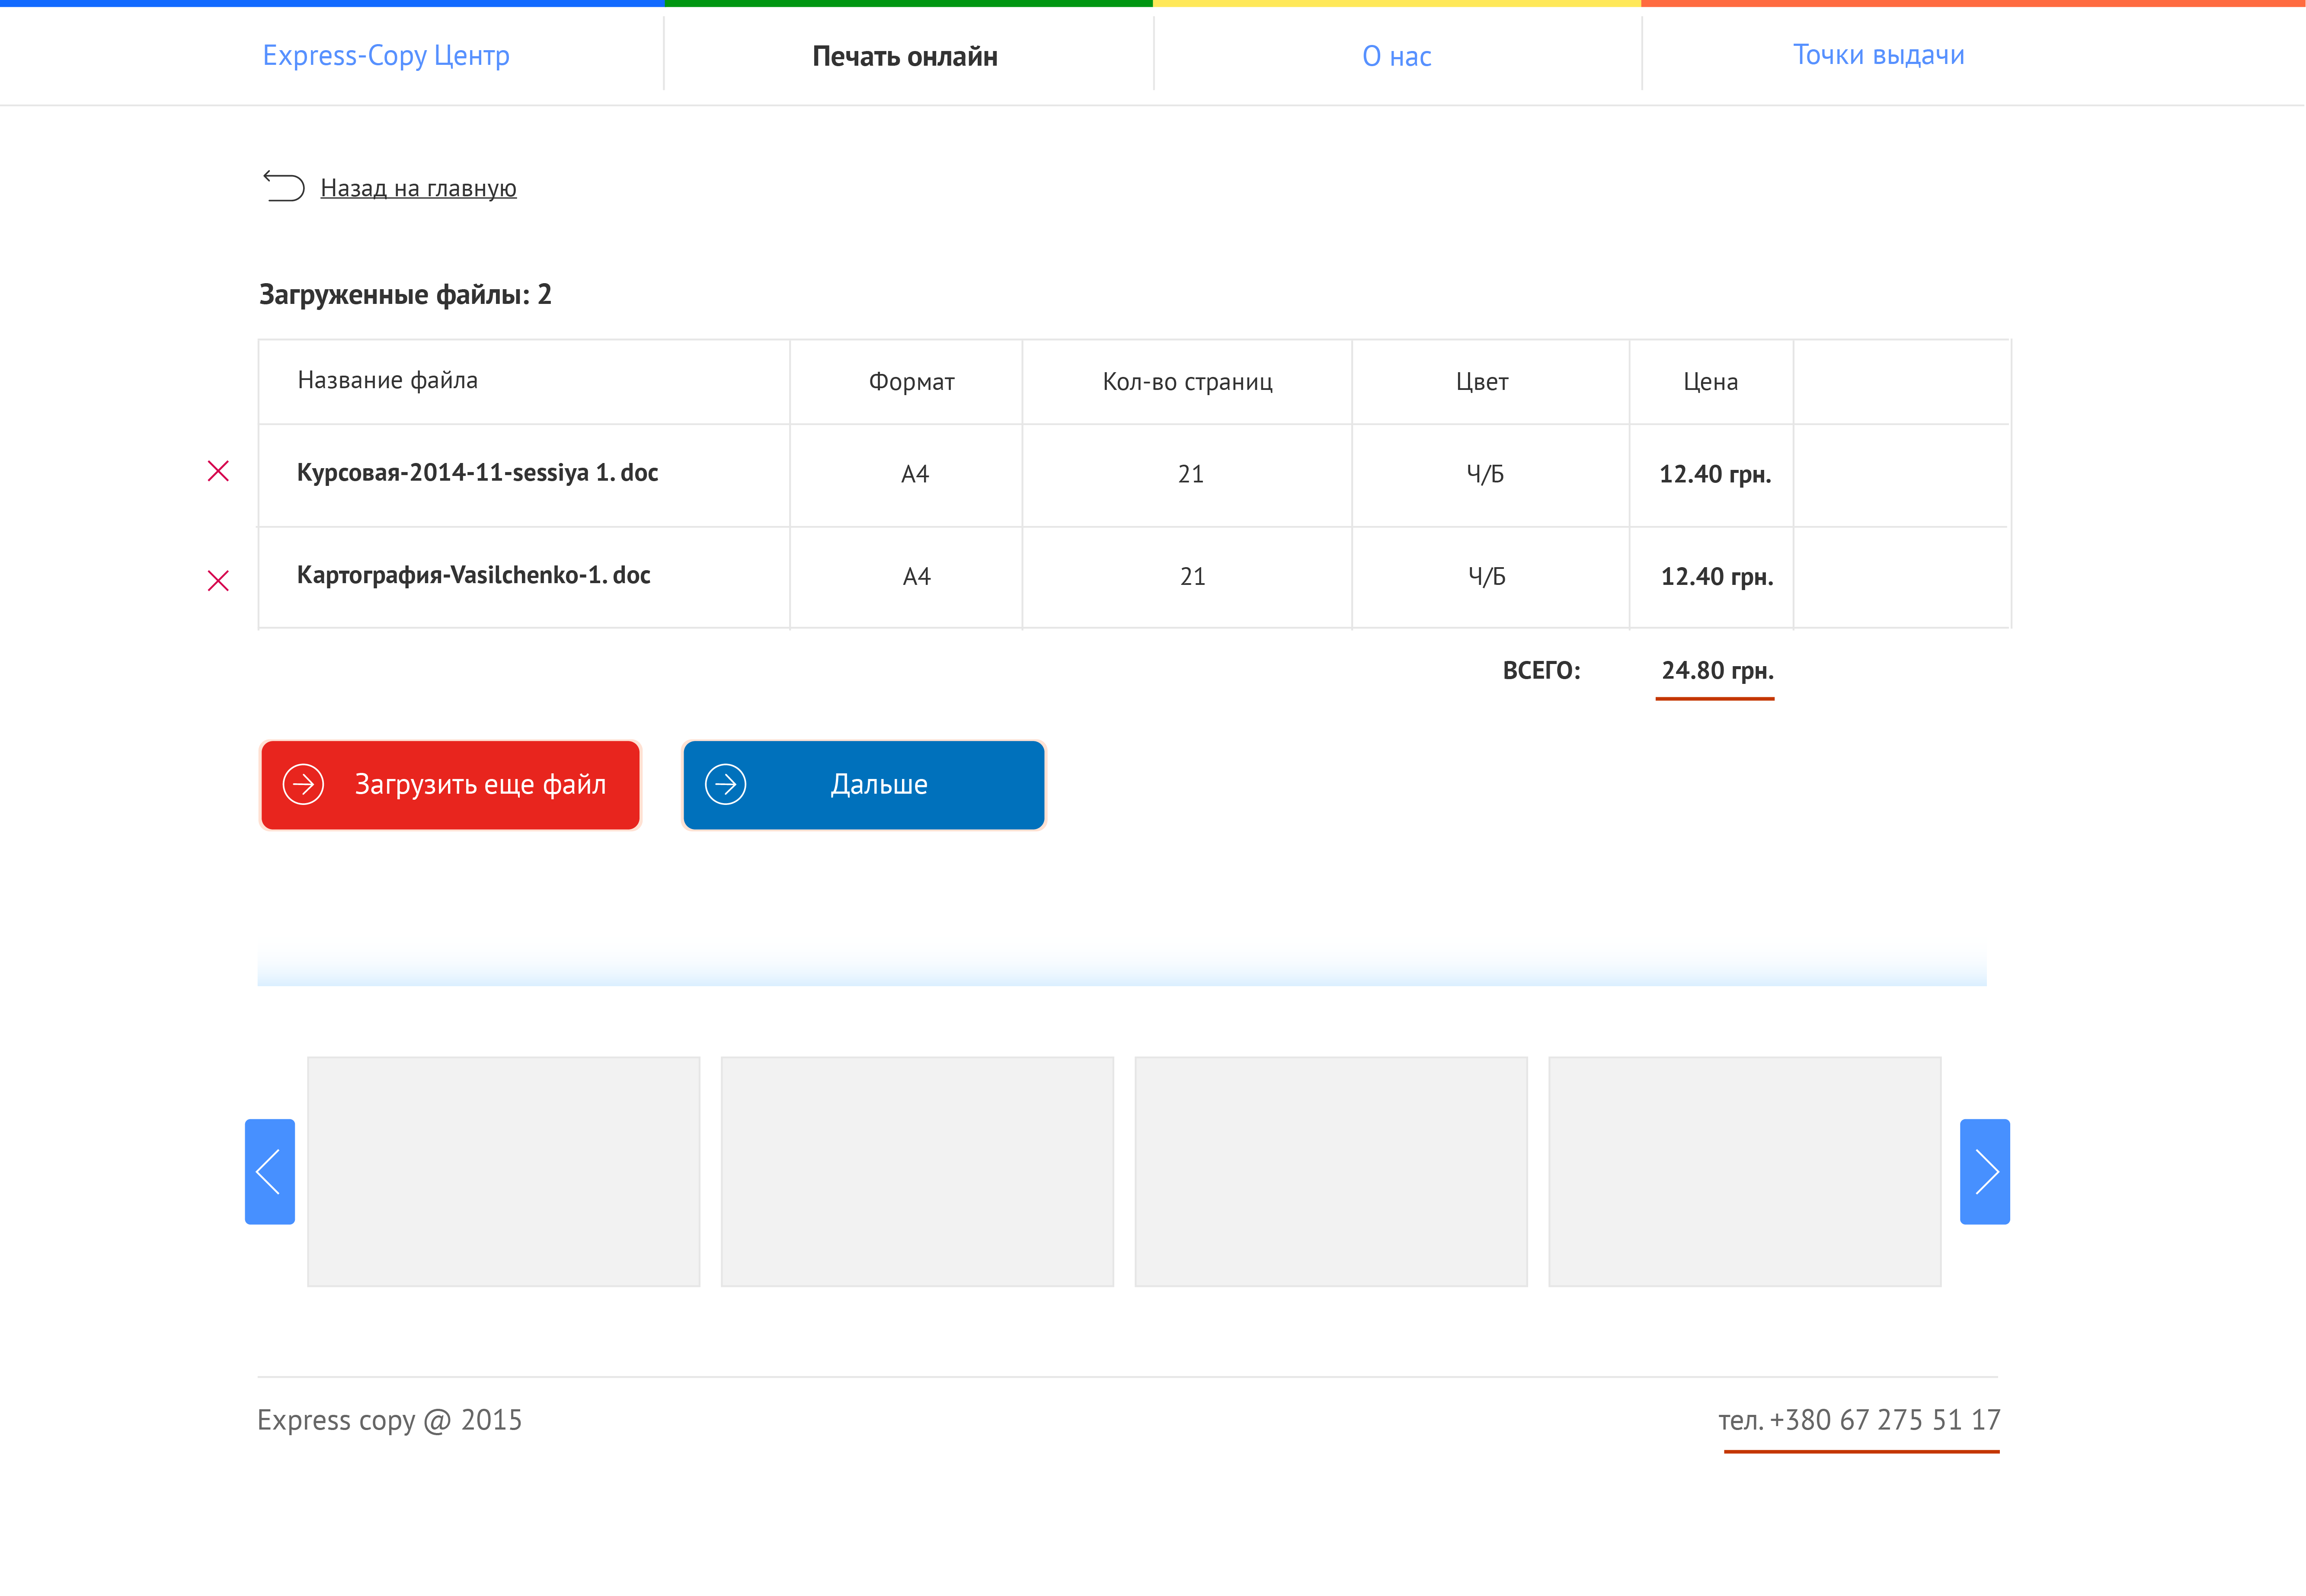 Express-Copy Центр
Печать онлайн
О нас
Точки выдачи
Назад на главную
Загруженные файлы: 2
Название файла Формат Кол-во страниц Цвет Цена
Курсовая-2014-11-sessiya 1. doc А4 21 Ч/Б 12.40 грн.
Картография-Vasilchenko-1. doc А4 21 Ч/Б 12.40 грн.
ВСЕГО: 24.80 грн.
Загрузить еще файл
Дальше
Express copy @ 2015
тел. +380 67 275 51 17